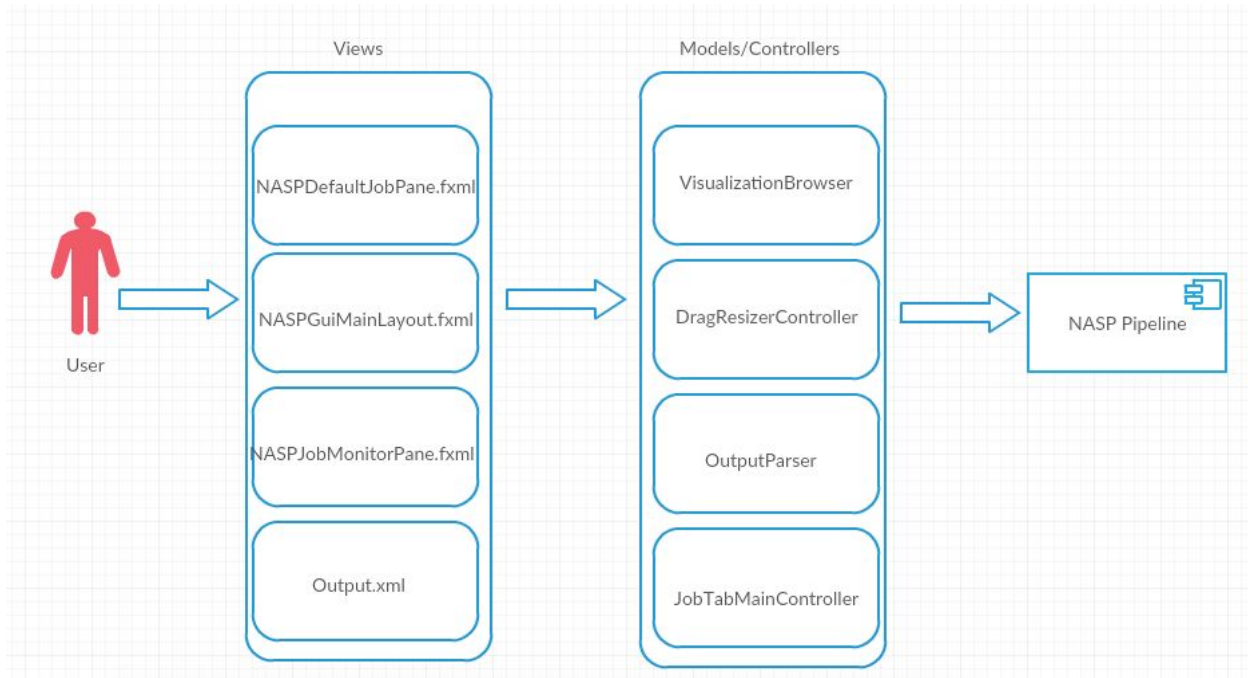 Views
Models/Controllers
NASPDefaultJobPane.fxml
NASPGuiMainLayout.fxml
NASPJobMonitorPane.fxml
Output.xml
VisualizationBrowser
DragResizerController
OutputParser
JobTabMainController
User
NASP Pipeline